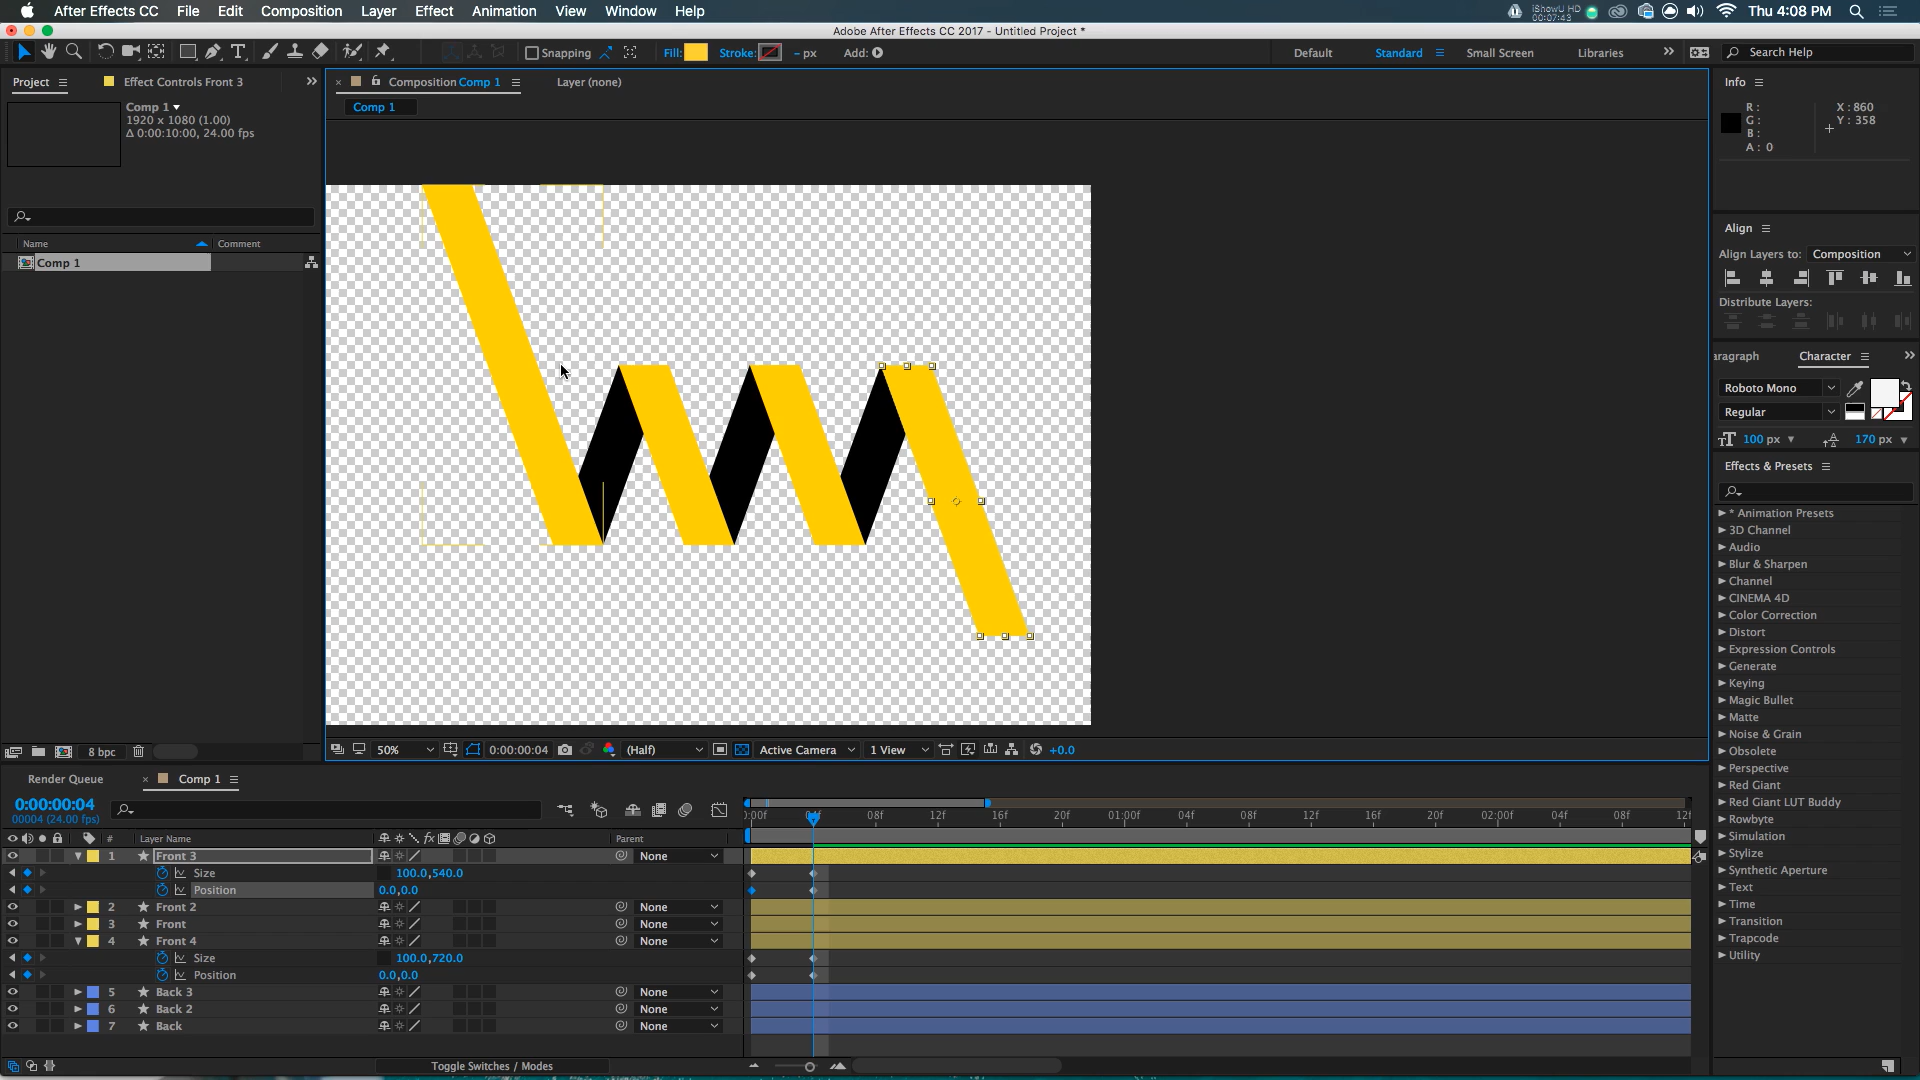 After Effects CC File Edit Composition Layer Effect Animation View Window Help iShowU HD 00:07:43 Thu 4:08 PM
Adobe After Effects CC 2017 - Untitled Project *
Snapping Fill: Stroke: - px Add: Default Standard Small Screen Libraries Search Help
Project Effect Controls Front 3 Composition Comp 1 Layer (none) Info
Comp 1
1920 x 1080 (1.00)
Δ 0:00:10:00, 24.00 fps
Comp 1
R:
G:
B:
A: 0
X: 860
Y: 358
Align
Align Layers to: Composition
Distribute Layers:
Name Comment
Comp 1
aragraph Character
Roboto Mono
Regular
100 px 170 px
Effects & Presets
* Animation Presets
3D Channel
Audio
Blur & Sharpen
Channel
CINEMA 4D
Color Correction
Distort
Expression Controls
Generate
Keying
Magic Bullet
Matte
Noise & Grain
Obsolete
Perspective
Red Giant
Red Giant LUT Buddy
Rowbyte
Simulation
Stylize
Synthetic Aperture
Text
Time
Transition
Trapcode
Utility
8 bpc 50% 0:00:00:04 (Half) Active Camera 1 View +0.0
Render Queue Comp 1
0:00:00:04
00004 (24.00 fps)
:00f 04f 08f 12f 16f 20f 01:00f 04f 08f 12f 16f 20f 02:00f 04f 08f 12f
# Layer Name fx Parent
1 Front 3 None
Size 100.0,540.0
Position 0.0,0.0
2 Front 2 None
3 Front None
4 Front 4 None
Size 100.0,720.0
Position 0.0,0.0
5 Back 3 None
6 Back 2 None
7 Back None
Toggle Switches / Modes